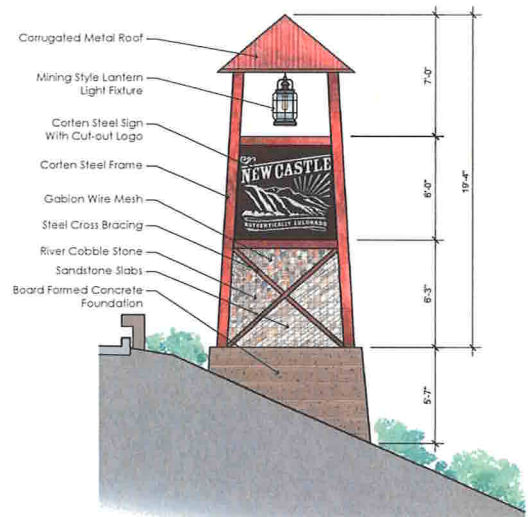 Corrugated Metal Roof
Mining Style Lantern
Light Fixture
Corten Steel Sign
With Cut-out Logo
Corten Steel Frame
Gabion Wire Mesh
Steel Cross Bracing
River Cobble Stone
Sandstone Slabs
Board Formed Concrete
Foundation
NEW CASTLE
AUTHENTICALLY COLORADO
7'-0"
6'-0"
19'-4"
6'-3"
5'-7"